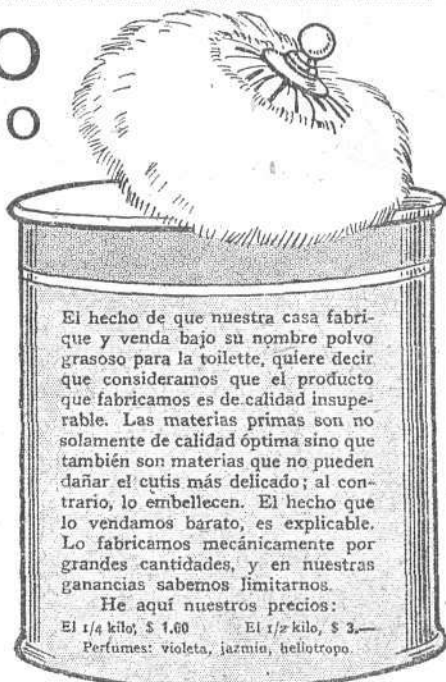 O
O
El hecho de que nuestra casa fabri-
que y venda bajo su nombre polvo
grasoso para la toilette, quiere decir
que consideramos que el producto
que fabricamos es de calidad insupe-
rable. Las materias primas son no
solamente de calidad óptima sino que
también son materias que no pueden
dañar el cutis más delicado; al con-
trario, lo embellecen. El hecho que
lo vendamos barato, es explicable.
Lo fabricamos mecánicamente por
grandes cantidades, y en nuestras
ganancias sabemos limitarnos.
He aquí nuestros precios:
El 1/4 kilo, $ 1.60 El 1/2 kilo, $ 3.—
Perfumes: violeta, jazmin, heliotropo.